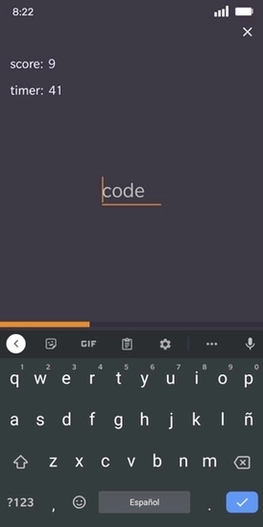 8:22
score: 9
timer: 41
code
GIF
1 2 3 4 5 6 7 8 9 0
q w e r t y u i o p
a s d f g h j k l ñ
z x c v b n m
?123 , Español .